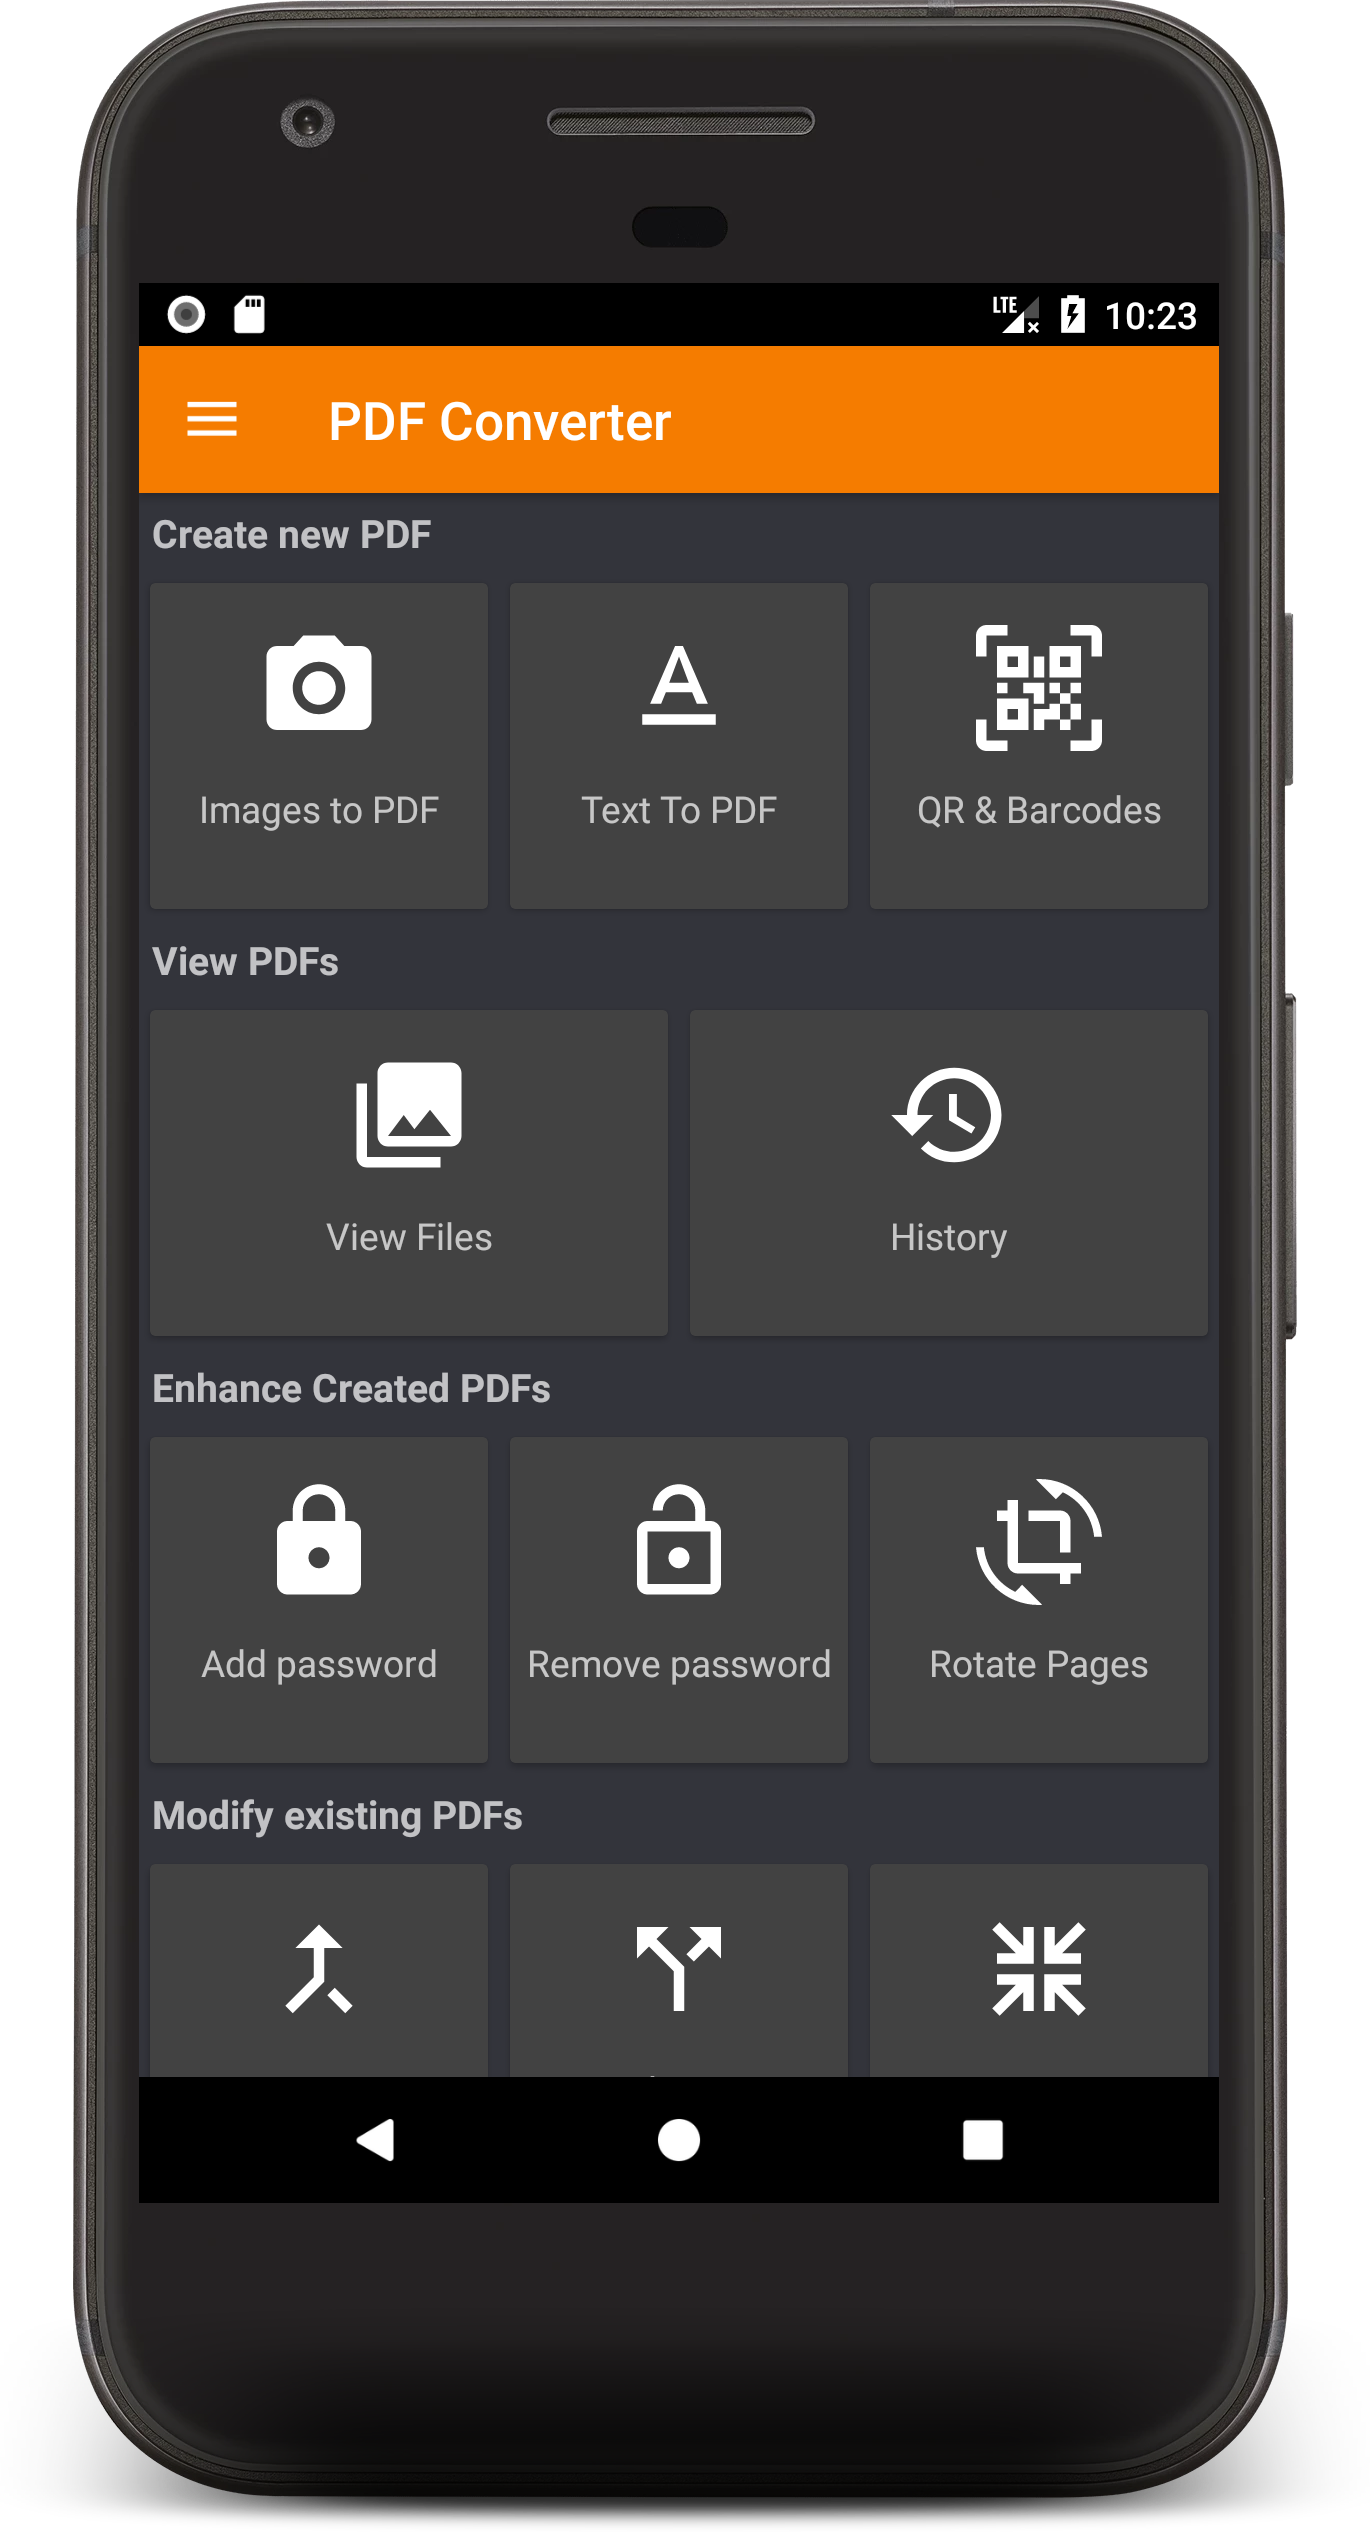 LTE 10:23
PDF Converter
Create new PDF
Images to PDF
Text To PDF
QR & Barcodes
View PDFs
View Files
History
Enhance Created PDFs
Add password
Remove password
Rotate Pages
Modify existing PDFs